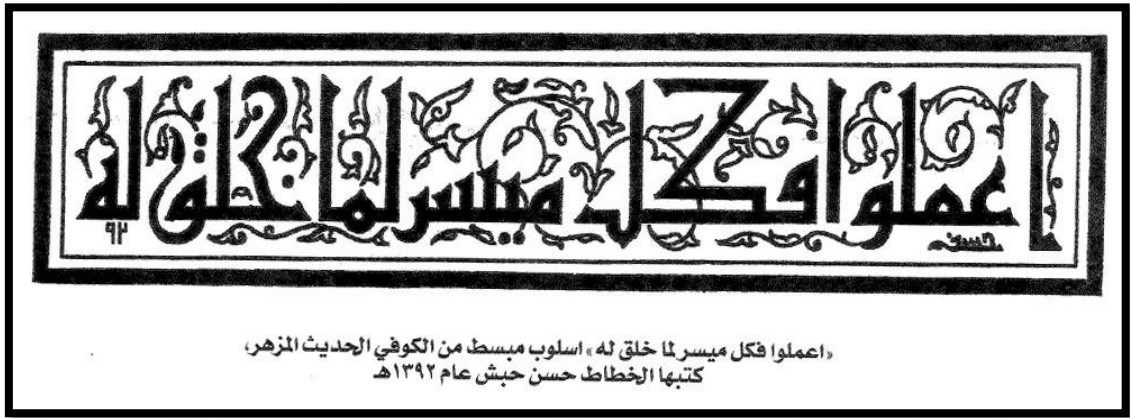 اعملوا فكل ميسر لما خلق له
حسن
٩٢
«اعملوا فكل ميسر لما خلق له» اسلوب مبسط من الكوفي الحديث المزهر،
كتبها الخطاط حسن حبش عام ١٣٩٢هـ